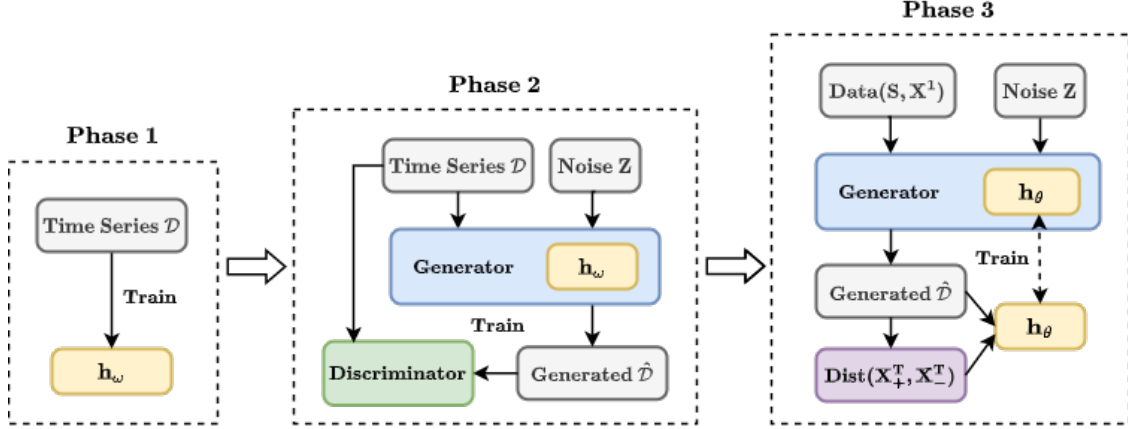 Phase 1
Time Series 𝒟
Train
h_ω
Phase 2
Time Series 𝒟
Noise Z
Generator
h_ω
Train
Discriminator
Generated 𝒟̂
Phase 3
Data(S, X¹)
Noise Z
Generator
h_θ
Train
Generated 𝒟̂
h_θ
Dist(X₊ᵀ, X₋ᵀ)